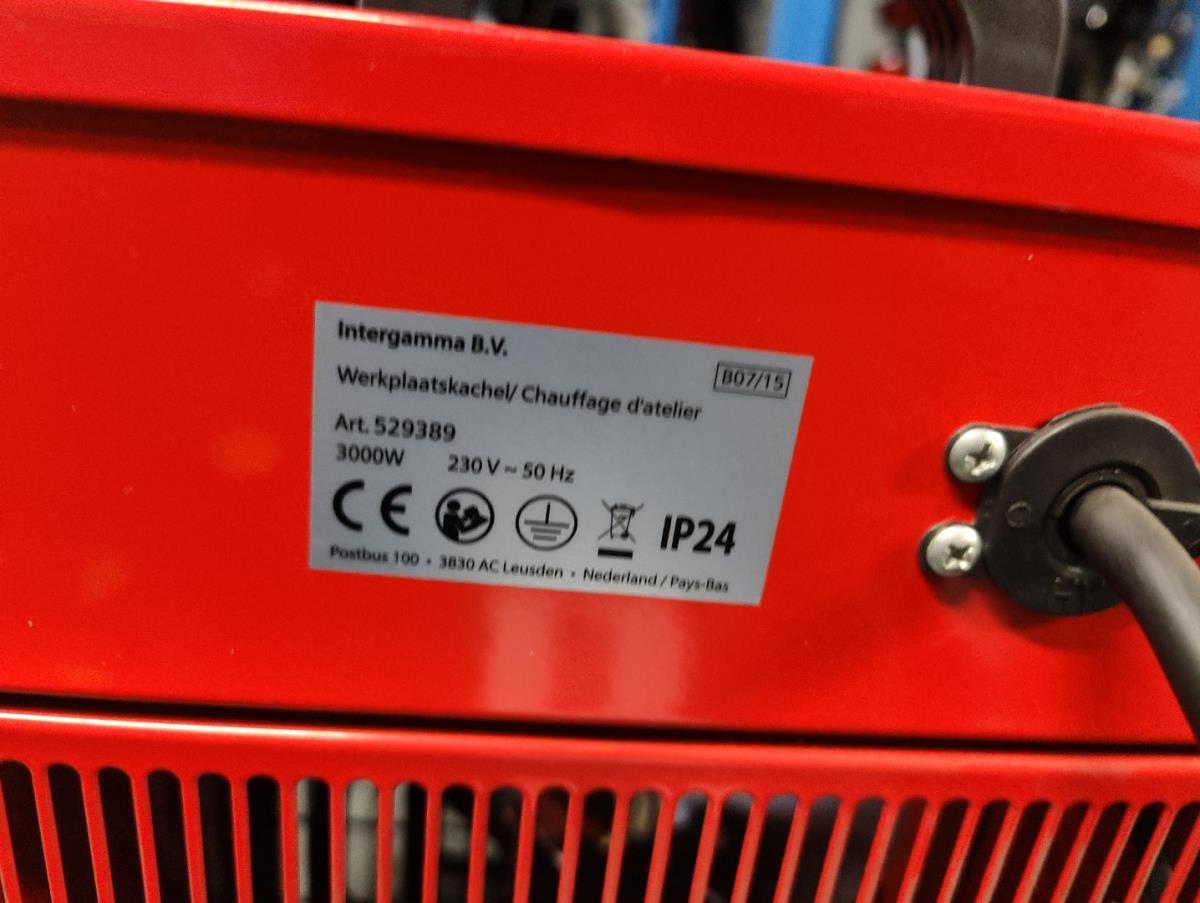 Intergamma B.V.
B07/15
Werkplaatskachel/ Chauffage d'atelier
Art. 529389
3000W 230 V ~ 50 Hz
CE IP24
Postbus 100 • 3830 AC Leusden • Nederland / Pays-Bas